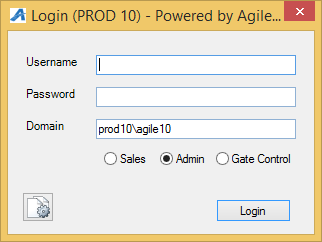 Login (PROD 10) - Powered by Agile...
Username
Password
Domain prod10\agile10
Sales Admin Gate Control
Login